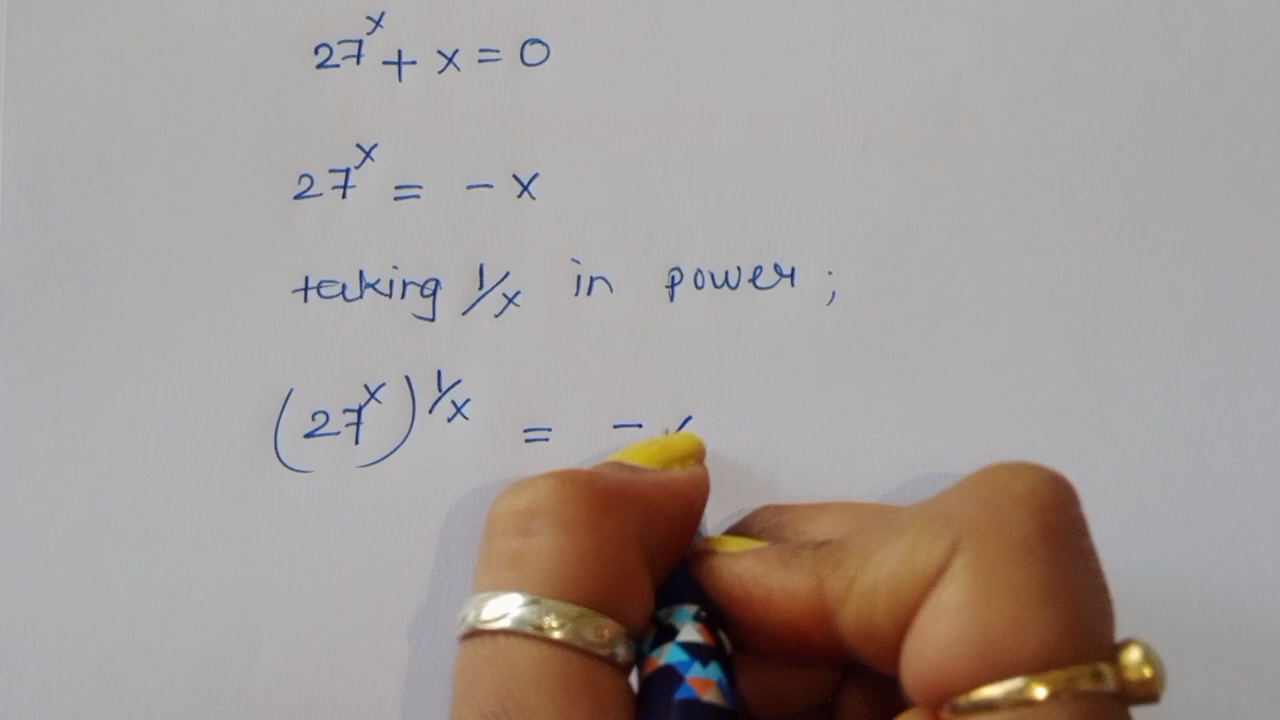 27^x + x = 0
27^x = - x
taking 1/x in power ;
(27^x)^1/x = -